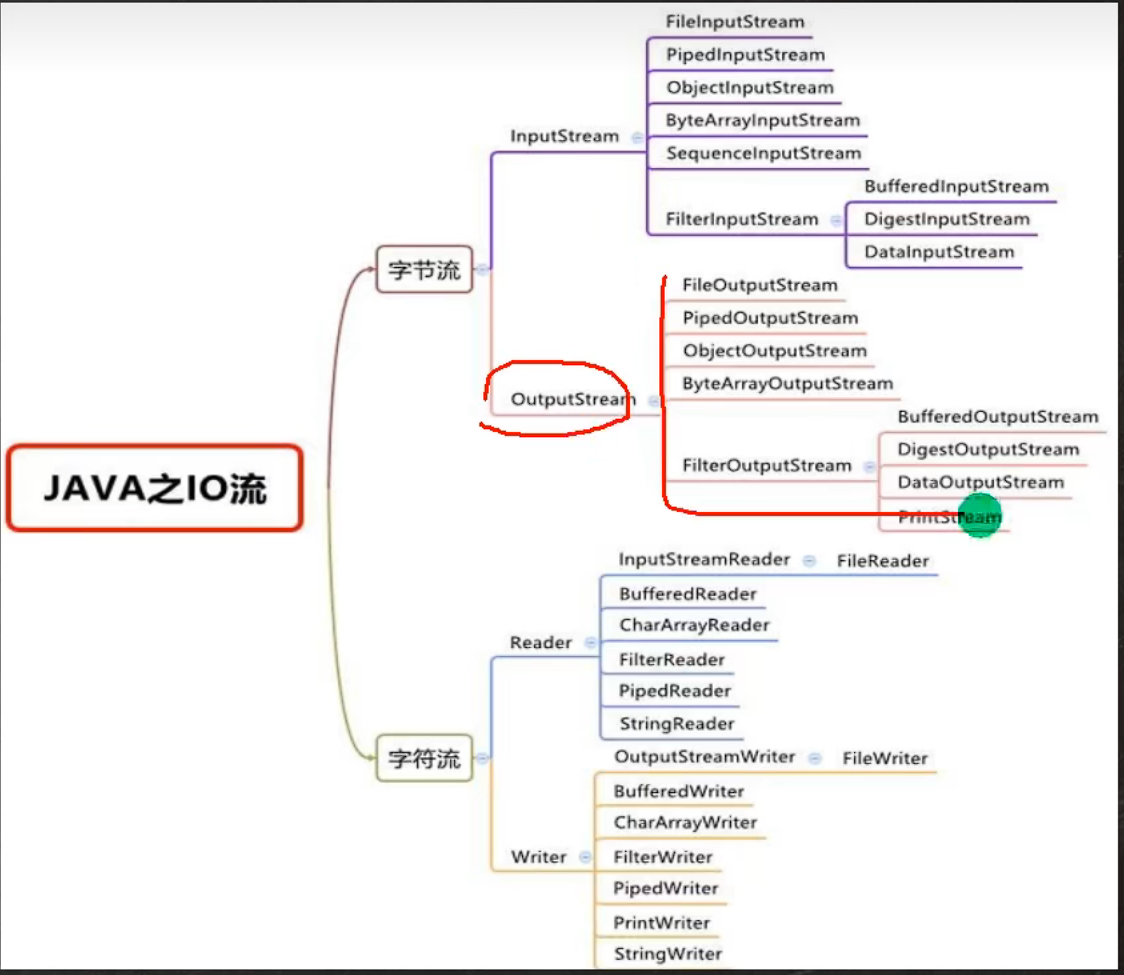 JAVA之IO流
字节流
InputStream
FileInputStream
PipedInputStream
ObjectInputStream
ByteArrayInputStream
SequenceInputStream
FilterInputStream
BufferedInputStream
DigestInputStream
DataInputStream
OutputStream
FileOutputStream
PipedOutputStream
ObjectOutputStream
ByteArrayOutputStream
FilterOutputStream
BufferedOutputStream
DigestOutputStream
DataOutputStream
PrintStream
字符流
Reader
InputStreamReader
FileReader
BufferedReader
CharArrayReader
FilterReader
PipedReader
StringReader
Writer
OutputStreamWriter
FileWriter
BufferedWriter
CharArrayWriter
FilterWriter
PipedWriter
PrintWriter
StringWriter